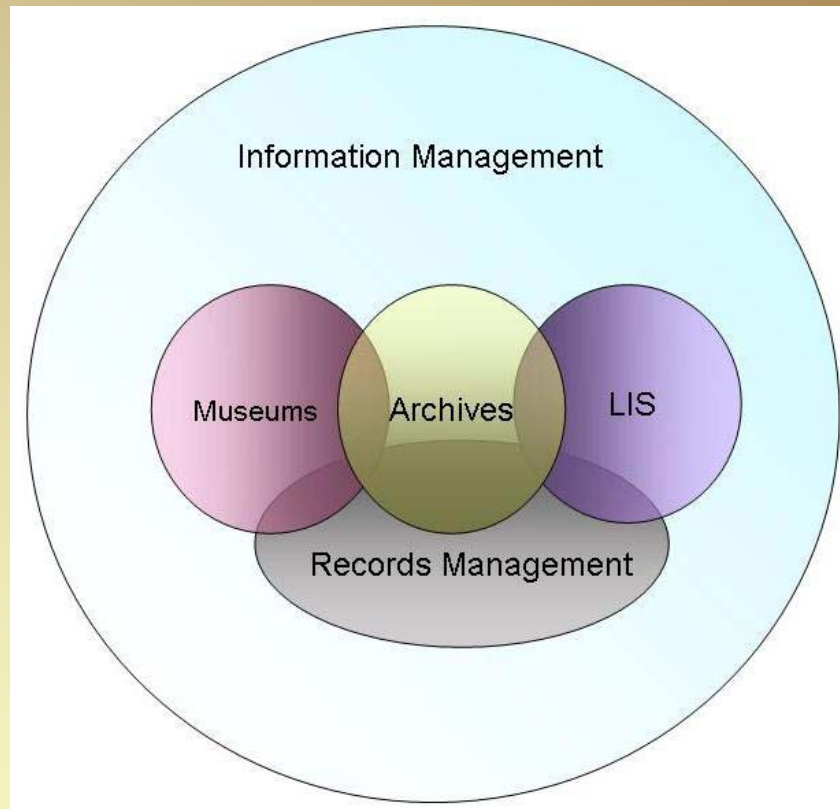 Information Management
Museums
Archives
LIS
Records Management